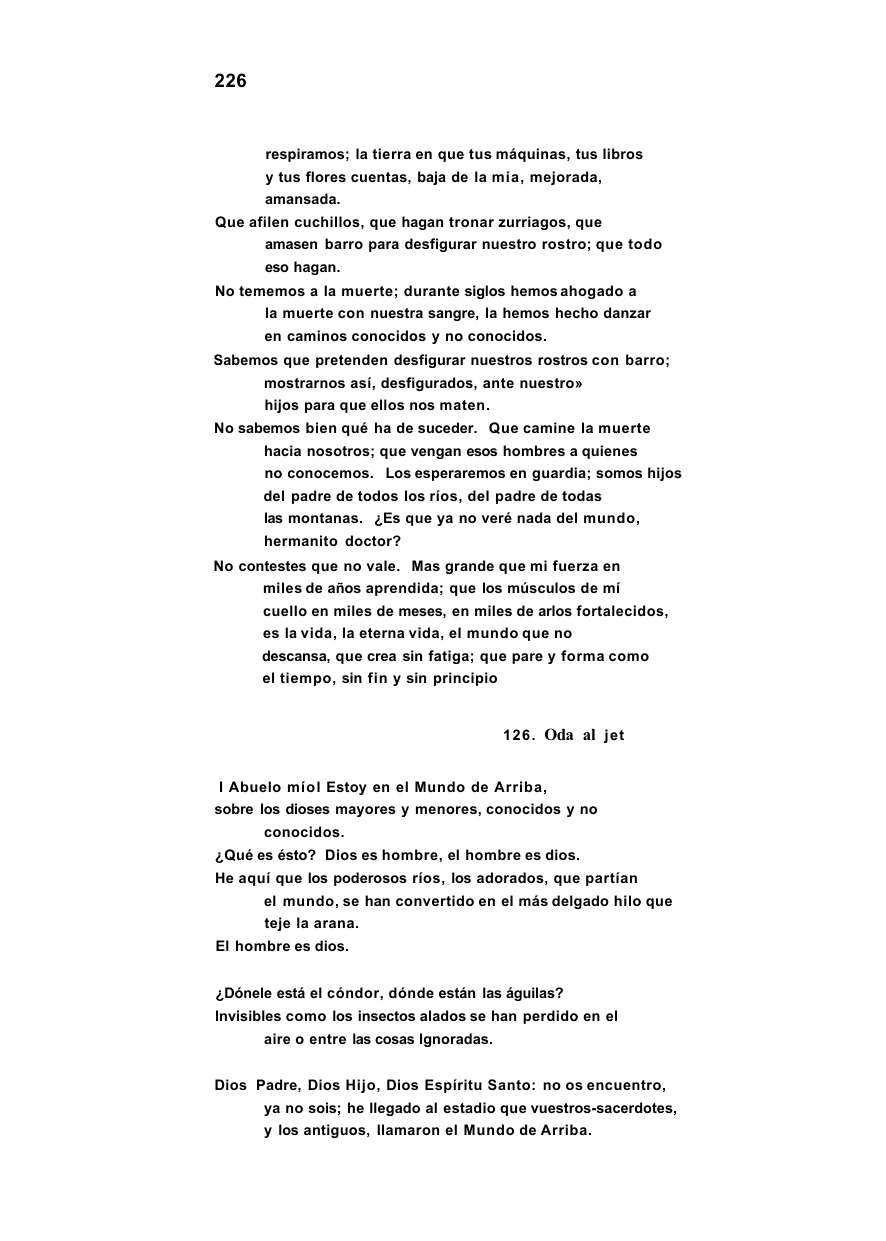 226
respiramos; la tierra en que tus máquinas, tus libros
y tus flores cuentas, baja de la mía, mejorada,
amansada.
Que afilen cuchillos, que hagan tronar zurriagos, que
amasen barro para desfigurar nuestro rostro; que todo
eso hagan.
No tememos a la muerte; durante siglos hemos ahogado a
la muerte con nuestra sangre, la hemos hecho danzar
en caminos conocidos y no conocidos.
Sabemos que pretenden desfigurar nuestros rostros con barro;
mostrarnos así, desfigurados, ante nuestro»
hijos para que ellos nos maten.
No sabemos bien qué ha de suceder. Que camine la muerte
hacia nosotros; que vengan esos hombres a quienes
no conocemos. Los esperaremos en guardia; somos hijos
del padre de todos los ríos, del padre de todas
las montanas. ¿Es que ya no veré nada del mundo,
hermanito doctor?
No contestes que no vale. Mas grande que mi fuerza en
miles de años aprendida; que los músculos de mí
cuello en miles de meses, en miles de arlos fortalecidos,
es la vida, la eterna vida, el mundo que no
descansa, que crea sin fatiga; que pare y forma como
el tiempo, sin fin y sin principio
126. Oda al jet
I Abuelo míol Estoy en el Mundo de Arriba,
sobre los dioses mayores y menores, conocidos y no
conocidos.
¿Qué es ésto? Dios es hombre, el hombre es dios.
He aquí que los poderosos ríos, los adorados, que partían
el mundo, se han convertido en el más delgado hilo que
teje la arana.
El hombre es dios.
¿Dónele está el cóndor, dónde están las águilas?
Invisibles como los insectos alados se han perdido en el
aire o entre las cosas Ignoradas.
Dios Padre, Dios Hijo, Dios Espíritu Santo: no os encuentro,
ya no sois; he llegado al estadio que vuestros-sacerdotes,
y los antiguos, llamaron el Mundo de Arriba.